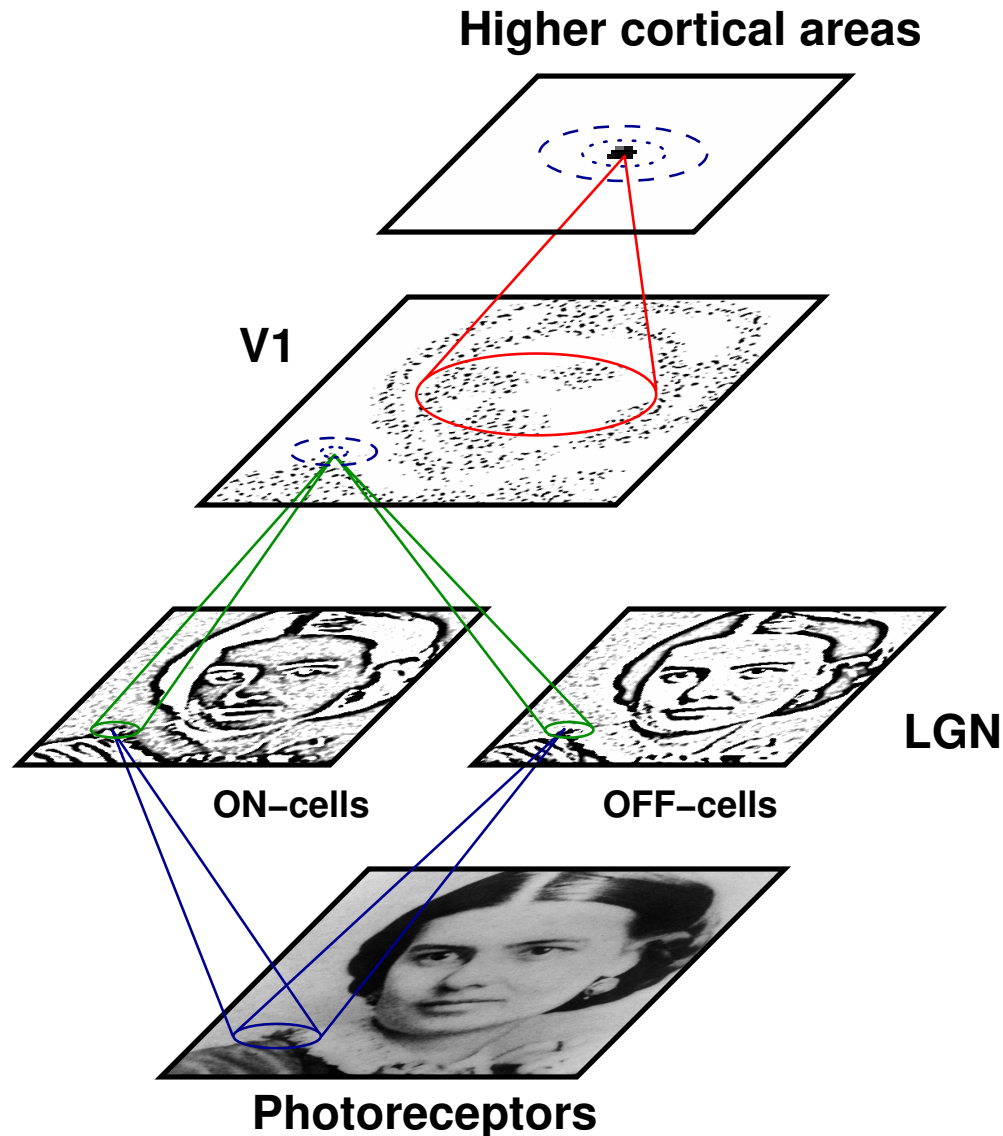 Higher cortical areas
V1
LGN
ON−cells
OFF−cells
Photoreceptors